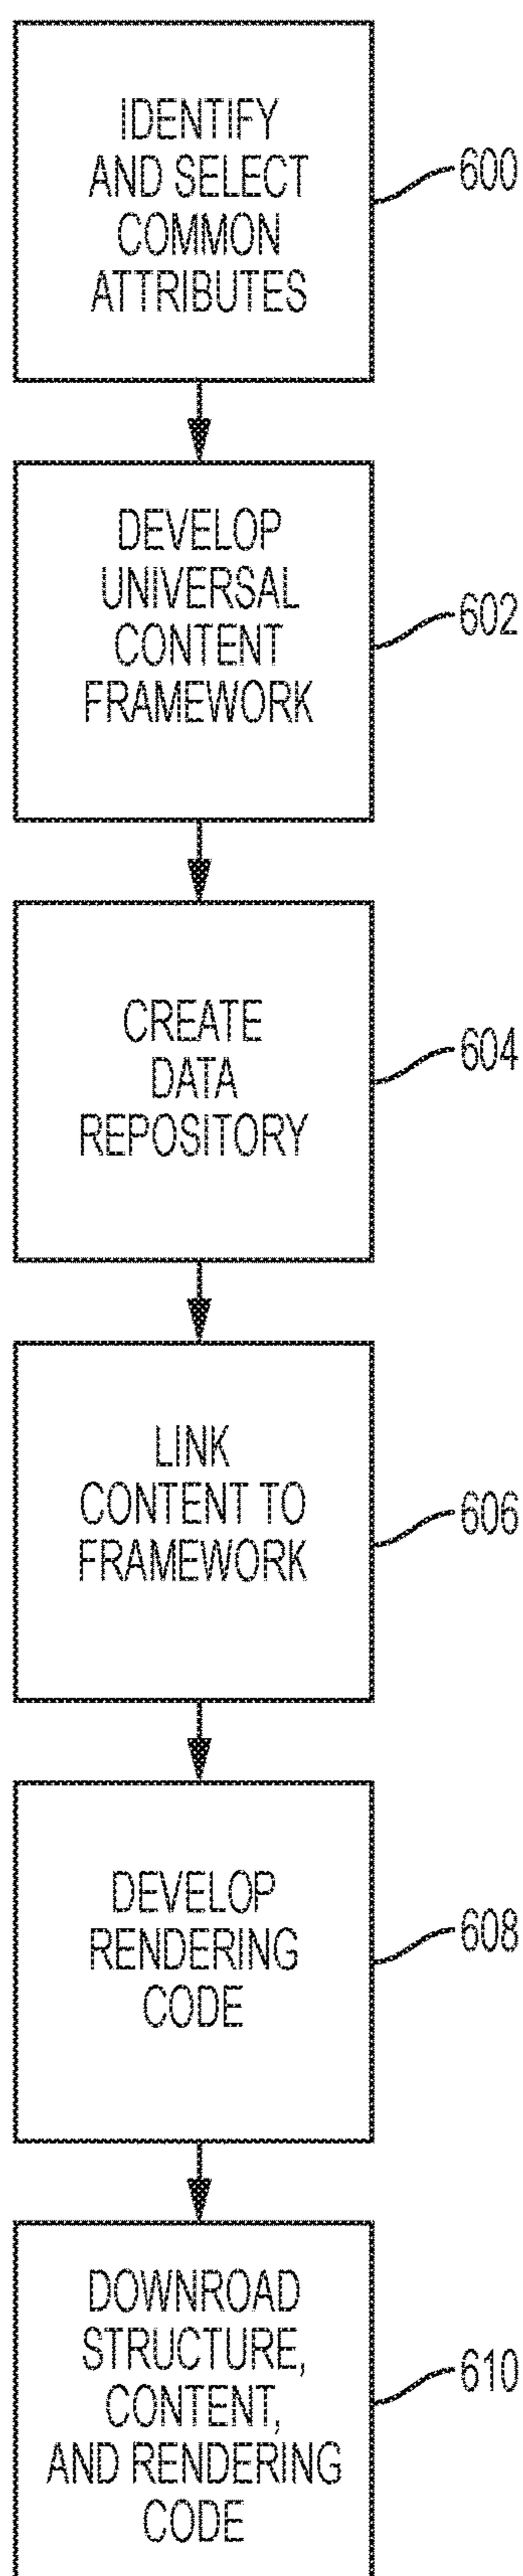 IDENTIFY
AND SELECT
COMMON
ATTRIBUTES
600
DEVELOP
UNIVERSAL
CONTENT
FRAMEWORK
602
CREATE
DATA
REPOSITORY
604
LINK
CONTENT TO
FRAMEWORK
606
DEVELOP
RENDERING
CODE
608
DOWNROAD
STRUCTURE,
CONTENT,
AND RENDERING
CODE
610